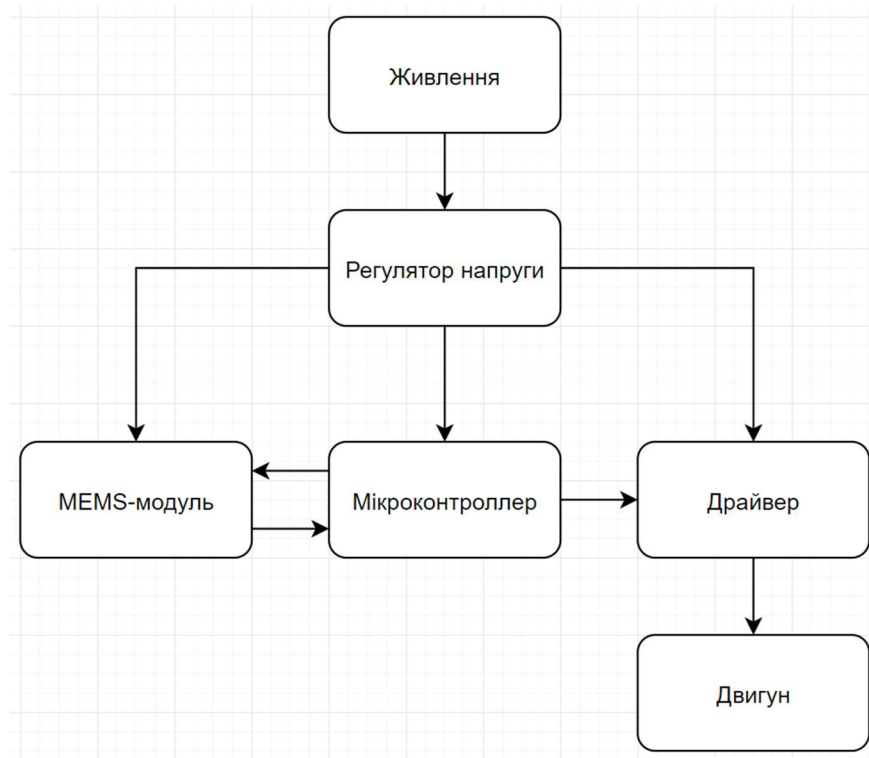 Живлення
Регулятор напруги
MEMS-модуль
Мікроконтроллер
Драйвер
Двигун